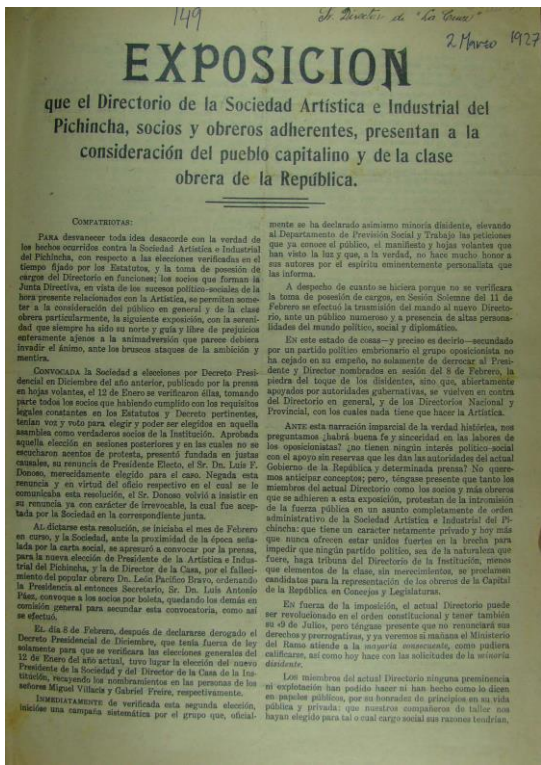 149
Sr. Director de "La
2 Marzo 1927
EXPOSICION
que el Directorio de la Sociedad Artística e Industrial del
Pichincha, socios y obreros adherentes, presentan a la
consideración del pueblo capitalino y de la clase
obrera de la República.
COMPATRIOTAS:
PARA desvanecer toda idea desacorde con la verdad de
los hechos ocurridos contra la Sociedad Artística e Industrial
del Pichincha, con respecto a las elecciones verificadas en el
tiempo fijado por los Estatutos, y la toma de posesión de
cargos del Directorio en funciones; los socios que forman la
Junta Directiva, en vista de los sucesos político-sociales de la
hora presente relacionados con la Artística, se permiten some-
ter a la consideración del público en general y de la clase
obrera particularmente, la siguiente exposición, con la sereni-
dad que siempre ha sido su norte y guía y libre de prejuicios
enteramente ajenos a la animadversión que parece debiera
invadir el ánimo, ante los bruscos ataques de la ambición y
mentira.
CONVOCADA la Sociedad a elecciones por Decreto Presi-
dencial en Diciembre del año anterior, publicado por la prensa
en hojas volantes, el 12 de Enero se verificaron éllas, tomando
parte todos los socios que habiendo cumplido con los requisitos
legales constantes en los Estatutos y Decreto pertinentes,
tenían voz y voto para elegir y poder ser elegidos en aquella
asamblea como verdaderos socios de la Institución. Aprobada
aquella elección en sesiones posteriores y en las cuales no se
escucharon acentos de protesta, presentó fundada en justas
causales, su renuncia de Presidente Electo, el Sr. Dn. Luis F.
Donoso, merecidamente elegido para el caso. Negada esta
renuncia y en virtud del oficio respectivo en el cual se le
comunicaba esta resolución, el Sr. Donoso volvió a insistir en
su renuncia ya con carácter de irrevocable, la cual fue acep-
tada por la Sociedad en la correspondiente junta.
AL dictarse esta resolución, se iniciaba el mes de Febrero
en curso, y la Sociedad, ante la proximidad de la época seña-
lada por la carta social, se apresuró a convocar por la prensa,
para la nueva elección de Presidente de la Artística e Indus-
trial del Pichincha, y la de Director de la Casa, por el falleci-
miento del popular obrero Dn. León Pacífico Bravo, ordenando
la Presidencia al entonces Secretario, Sr. Dn. Luis Antonio
Páez, convoque a los socios por boleta, quedando los demás en
comisión general para secundar esta convocatoria, como así
se efectuó.
EL día 8 de Febrero, después de declararse derogado el
Decreto Presidencial de Diciembre, que tenía fuerza de ley
solamente para que se verificara las elecciones generales del
12 de Enero del año actual, tuvo lugar la elección del nuevo
Presidente de la Sociedad y del Director de la Casa de la Ins-
titución, recayendo los nombramientos en las personas de los
señores Miguel Villacís y Gabriel Freire, respectivamente.
INMEDIATAMENTE de verificada esta segunda elección,
inicióse una campaña sistemática por el grupo que, oficial-
mente se ha declarado asimismo minoría disidente, elevando
al Departamento de Previsión Social y Trabajo las peticiones
que ya conoce el público, el manifiesto y hojas volantes que
han visto la luz y que, a la verdad, no hace mucho honor a
sus autores por el espíritu eminentemente personalista que
las informa.
A despecho de cuanto se hiciera porque no se verificara
la toma de posesión de cargos, en Sesión Solemne del 11 de
Febrero se efectuó la trasmisión del mando al nuevo Directo-
rio, ante un público numeroso y a presencia de altas persona-
lidades del mundo político, social y diplomático.
EN este estado de cosas—y preciso es decirlo—secundado
por un partido político embrionario el grupo oposicionista no
ha cejado en su empeño, no solamente de derrocar al Presi-
dente y Director nombrados en sesión del 8 de Febrero, la
piedra del toque de los disidentes, sino que, abiertamente
apoyados por autoridades gubernativas, se vuelven en contra
del Directorio en general, y de los Directorios Nacional y
Provincial, con los cuales nada tiene que hacer la Artística.
ANTE esta narración imparcial de la verdad histórica, nos
preguntamos ¿habrá buena fe y sinceridad en las labores de
los oposicionistas? ¿no tienen ningún interés político-social
con el apoyo sin reservas que les dan las autoridades del actual
Gobierno de la República y determinada prensa? No quere-
mos anticipar conceptos; pero, téngase presente que tanto los
miembros del actual Directorio como los socios y más obreros
que se adhieren a esta exposición, protestan de la intromisión
de la fuerza pública en un asunto completamente de orden
administrativo de la Sociedad Artística e Industrial del Pi-
chincha: que tiene un carácter netamente privado y hoy más
que nunca ofrecen estar unidos fuertes en la brecha para
impedir que ningún partido político, sea de la naturaleza que
fuere, haga tribuna del Directorio de la Institución, menos
que elementos de la clase, sin merecimientos, se proclamen
candidatos para la representación de los obreros de la Capital
de la República en Concejos y Legislaturas.
EN fuerza de la imposición, el actual Directorio puede
ser revolucionado en el orden constitucional y tener también
su «9 de Julio», pero téngase presente que no renunciará sus
derechos y prerrogativas, y ya veremos si mañana el Ministerio
del Ramo atiende a la mayoría consecuente, como pudiera
calificarse, así como hoy hace con las solicitudes de la minoría
disidente.
Los miembros del actual Directorio ninguna preminencia
ni explotación han podido hacer ni han hecho como lo dicen
en papeles públicos, por su honradez de principios en su vida
pública y privada: que nuestros compañeros de taller nos
hayan elegido para tal o cual cargo social sus razones tendrían,